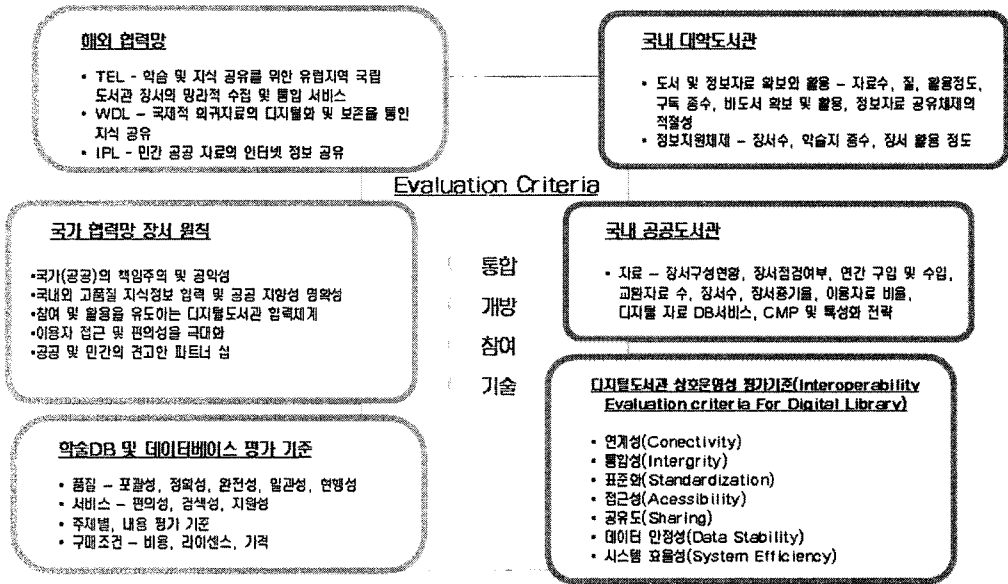 해외 협력망
• TEL - 학습 및 지식 공유를 위한 유럽지역 국립
도서관 장서의 망라적 수집 및 통합 서비스
• WDL - 국제적 희귀자료의 디지털화 및 보존을 통한
지식 공유
• IPL - 민간 공공 자료의 인터넷 정보 공유
국내 대학도서관
• 도서 및 정보자료 확보와 활용 - 자료수, 질, 활용정도,
구독 종수, 비도서 확보 및 활용, 정보자료 공유체제의
적절성
• 정보지원체제 - 장서수, 학술지 종수, 장서 활용 정도
Evaluation Criteria
국가 협력망 장서 원칙
•국가(공공)의 책임주의 및 공익성
•국내외 고품질 지식정보 협력 및 공공 지향성 명확성
•참여 및 활용을 유도하는 디지털도서관 협력체계
•이용자 접근 및 편의성을 극대화
•공공 및 민간의 견고한 파트너 십
통합
개방
참여
기술
국내 공공도서관
• 자료 - 장서구성현황, 장서점검여부, 연간 구입 및 수입,
교환자료 수, 장서수, 장서증가율, 이용자료 비율,
디지털 자료 DB서비스, CMP 및 특성화 전략
학술DB 및 데이터베이스 평가 기준
• 품질 - 포괄성, 정확성, 완전성, 일관성, 현행성
• 서비스 - 편의성, 검색성, 지원성
• 주제별, 내용 평가 기준
• 구매조건 - 비용, 라이센스, 가격
디지털도서관 상호운영성 평가기준(Interoperability
Evaluation criteria For Digital Library)
• 연계성(Conectivity)
• 통합성(Intergrity)
• 표준화(Standardization)
• 접근성(Acessibility)
• 공유도(Sharing)
• 데이터 안정성(Data Stability)
• 시스템 효율성(System Efficiency)